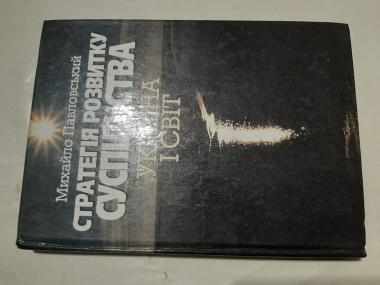 Михайло Павловський
СТРАТЕГІЯ РОЗВИТКУ
СУСПІЛЬСТВА
УКРАЇНА
І СВІТ